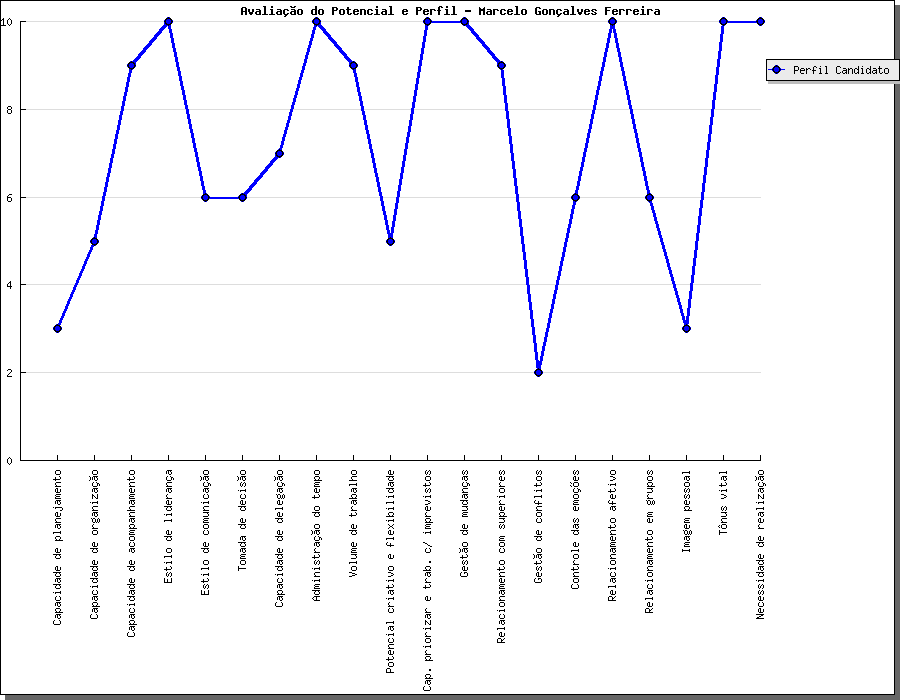 Avaliação do Potencial e Perfil - Marcelo Gonçalves Ferreira
Perfil Candidato
10
8
6
4
2
0
Capacidade de planejamento
Capacidade de organização
Capacidade de acompanhamento
Estilo de liderança
Estilo de comunicação
Tomada de decisão
Capacidade de delegação
Administração do tempo
Volume de trabalho
Potencial criativo e flexibilidade
Cap. priorizar e trab. c/ imprevistos
Gestão de mudanças
Relacionamento com superiores
Gestão de conflitos
Controle das emoções
Relacionamento afetivo
Relacionamento em grupos
Imagem pessoal
Tônus vital
Necessidade de realização